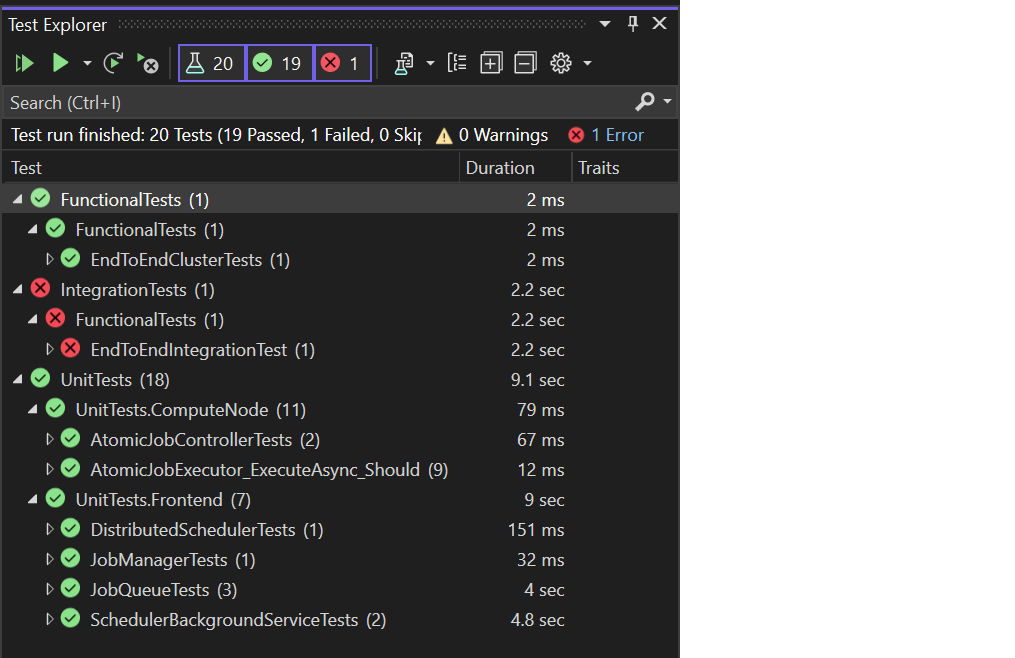 Test Explorer
20 19 1
Search (Ctrl+I)
Test run finished: 20 Tests (19 Passed, 1 Failed, 0 Skip 0 Warnings 1 Error
Test Duration Traits
FunctionalTests (1) 2 ms
FunctionalTests (1) 2 ms
EndToEndClusterTests (1) 2 ms
IntegrationTests (1) 2.2 sec
FunctionalTests (1) 2.2 sec
EndToEndIntegrationTest (1) 2.2 sec
UnitTests (18) 9.1 sec
UnitTests.ComputeNode (11) 79 ms
AtomicJobControllerTests (2) 67 ms
AtomicJobExecutor_ExecuteAsync_Should (9) 12 ms
UnitTests.Frontend (7) 9 sec
DistributedSchedulerTests (1) 151 ms
JobManagerTests (1) 32 ms
JobQueueTests (3) 4 sec
SchedulerBackgroundServiceTests (2) 4.8 sec